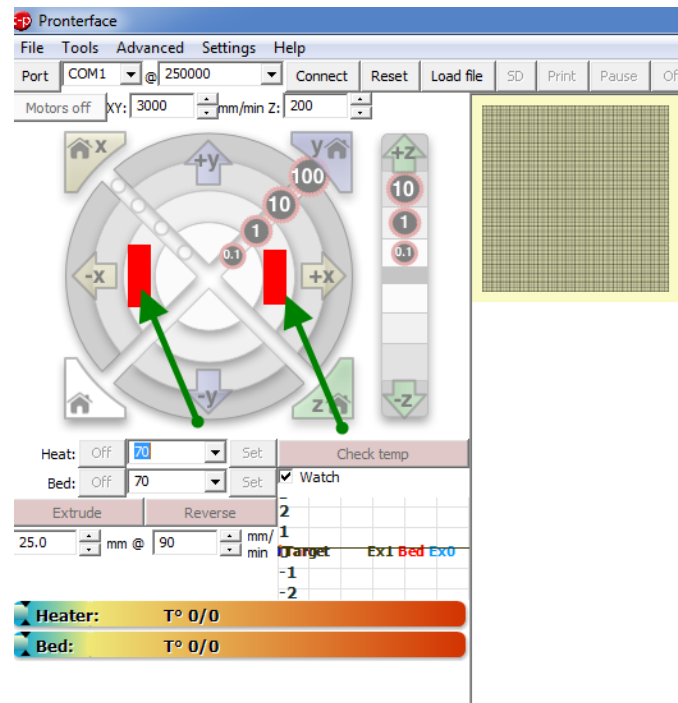 Pronterface
File Tools Advanced Settings Help
Port COM1 @ 250000 Connect Reset Load file SD Print Pause Of
Motors off XY: 3000 mm/min Z: 200
x +y y +z
100 10
10 1
1 0.1
0.1
-x +x
-y z -z
Heat: Off 70 Set Check temp
Bed: Off 70 Set Watch
Extrude Reverse 2
25.0 mm @ 90 mm/min 1
0 Target Ex1 Bed Ex0
-1
-2
Heater: T° 0/0
Bed: T° 0/0